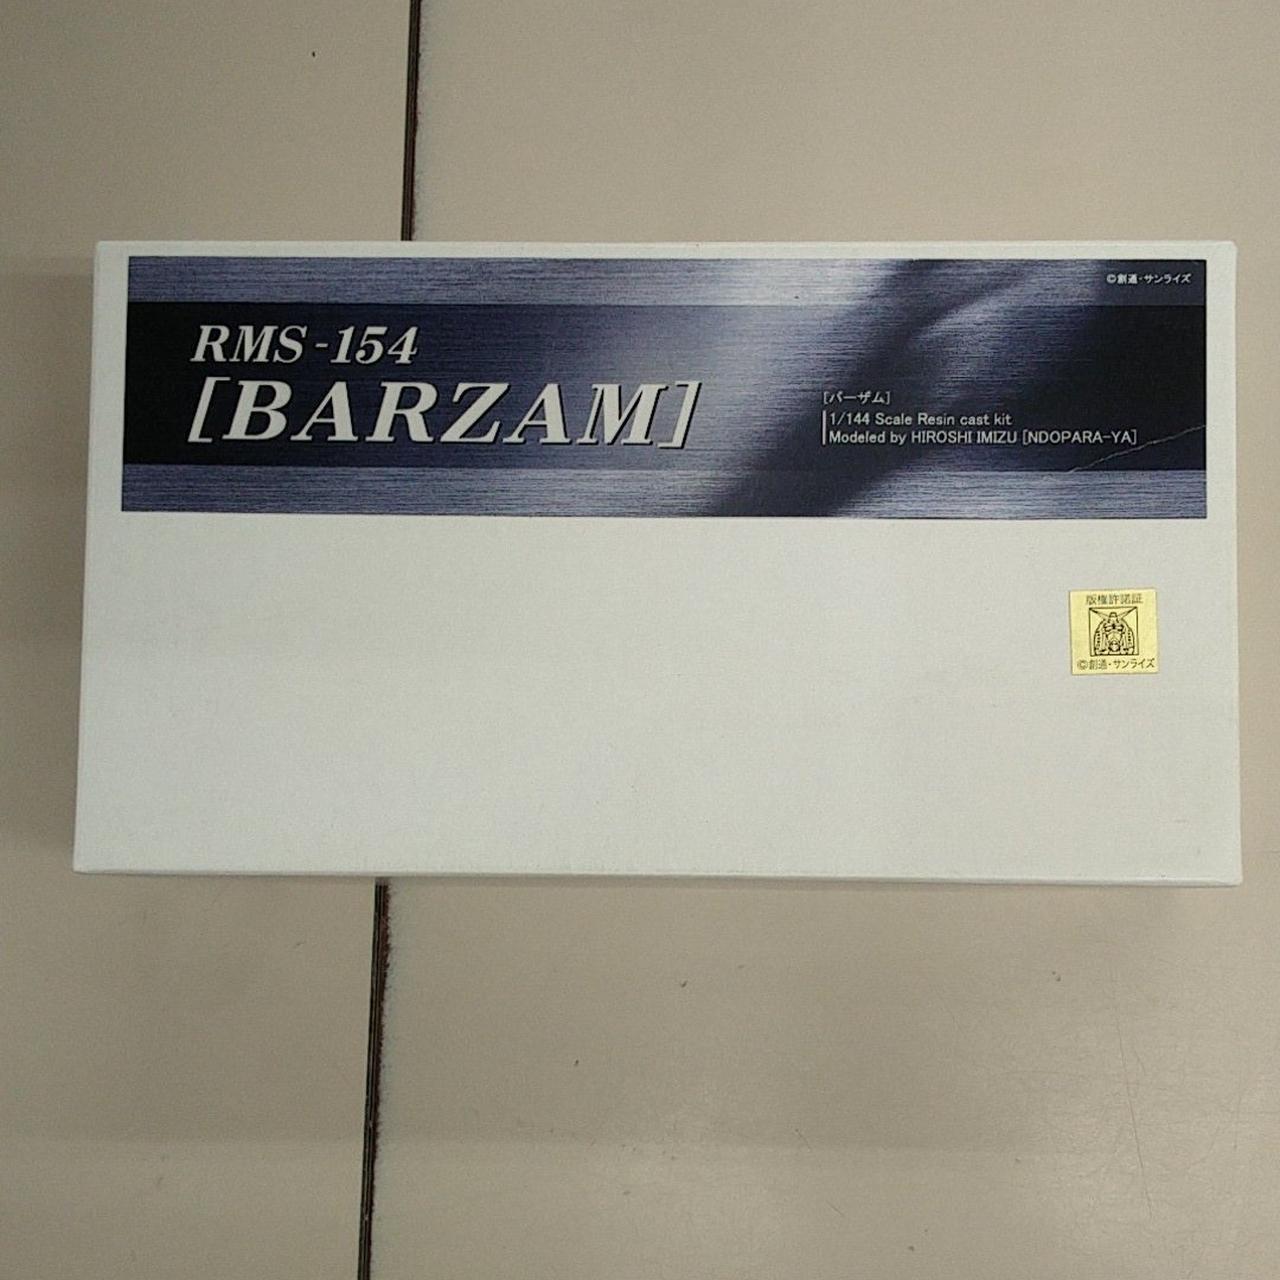 ©創通・サンライズ
RMS-154
[BARZAM]
[バーザム]
1/144 Scale Resin cast kit
Modeled by HIROSHI IMIZU [NDOPARA-YA]
版権許諾証
©創通・サンライズ